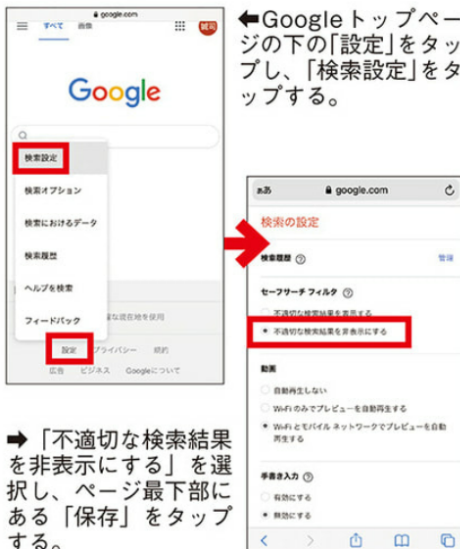 google.com
すべて
画像
誠司
Google
検索設定
検索オプション
検索におけるデータ
検索履歴
ヘルプを検索
フィードバック
な現在地を使用
設定
プライバシー
規約
広告
ビジネス
Googleについて
⬅Googleトップペー
ジの下の「設定」をタッ
プし、「検索設定」をタ
ップする。
ぁあ
google.com
検索の設定
検索履歴
管理
セーフサーチ フィルタ
不適切な検索結果を表示する
不適切な検索結果を非表示にする
動画
自動再生しない
Wi-Fi のみでプレビューを自動再生する
Wi-Fi とモバイル ネットワークでプレビューを自動
再生する
手書き入力
有効にする
無効にする
➡「不適切な検索結果
を非表示にする」を選
択し、ページ最下部に
ある「保存」をタップ
する。